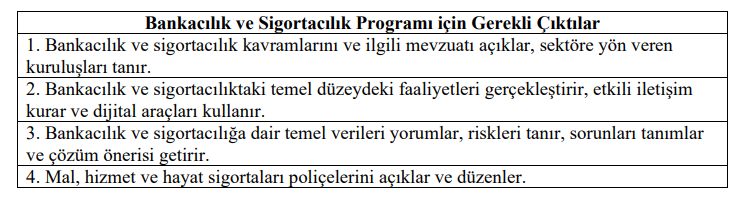 Bankacılık ve Sigortacılık Programı için Gerekli Çıktılar
1. Bankacılık ve sigortacılık kavramlarını ve ilgili mevzuatı açıklar, sektöre yön veren
kuruluşları tanır.
2. Bankacılık ve sigortacılıktaki temel düzeydeki faaliyetleri gerçekleştirir, etkili iletişim
kurar ve dijital araçları kullanır.
3. Bankacılık ve sigortacılığa dair temel verileri yorumlar, riskleri tanır, sorunları tanımlar
ve çözüm önerisi getirir.
4. Mal, hizmet ve hayat sigortaları poliçelerini açıklar ve düzenler.